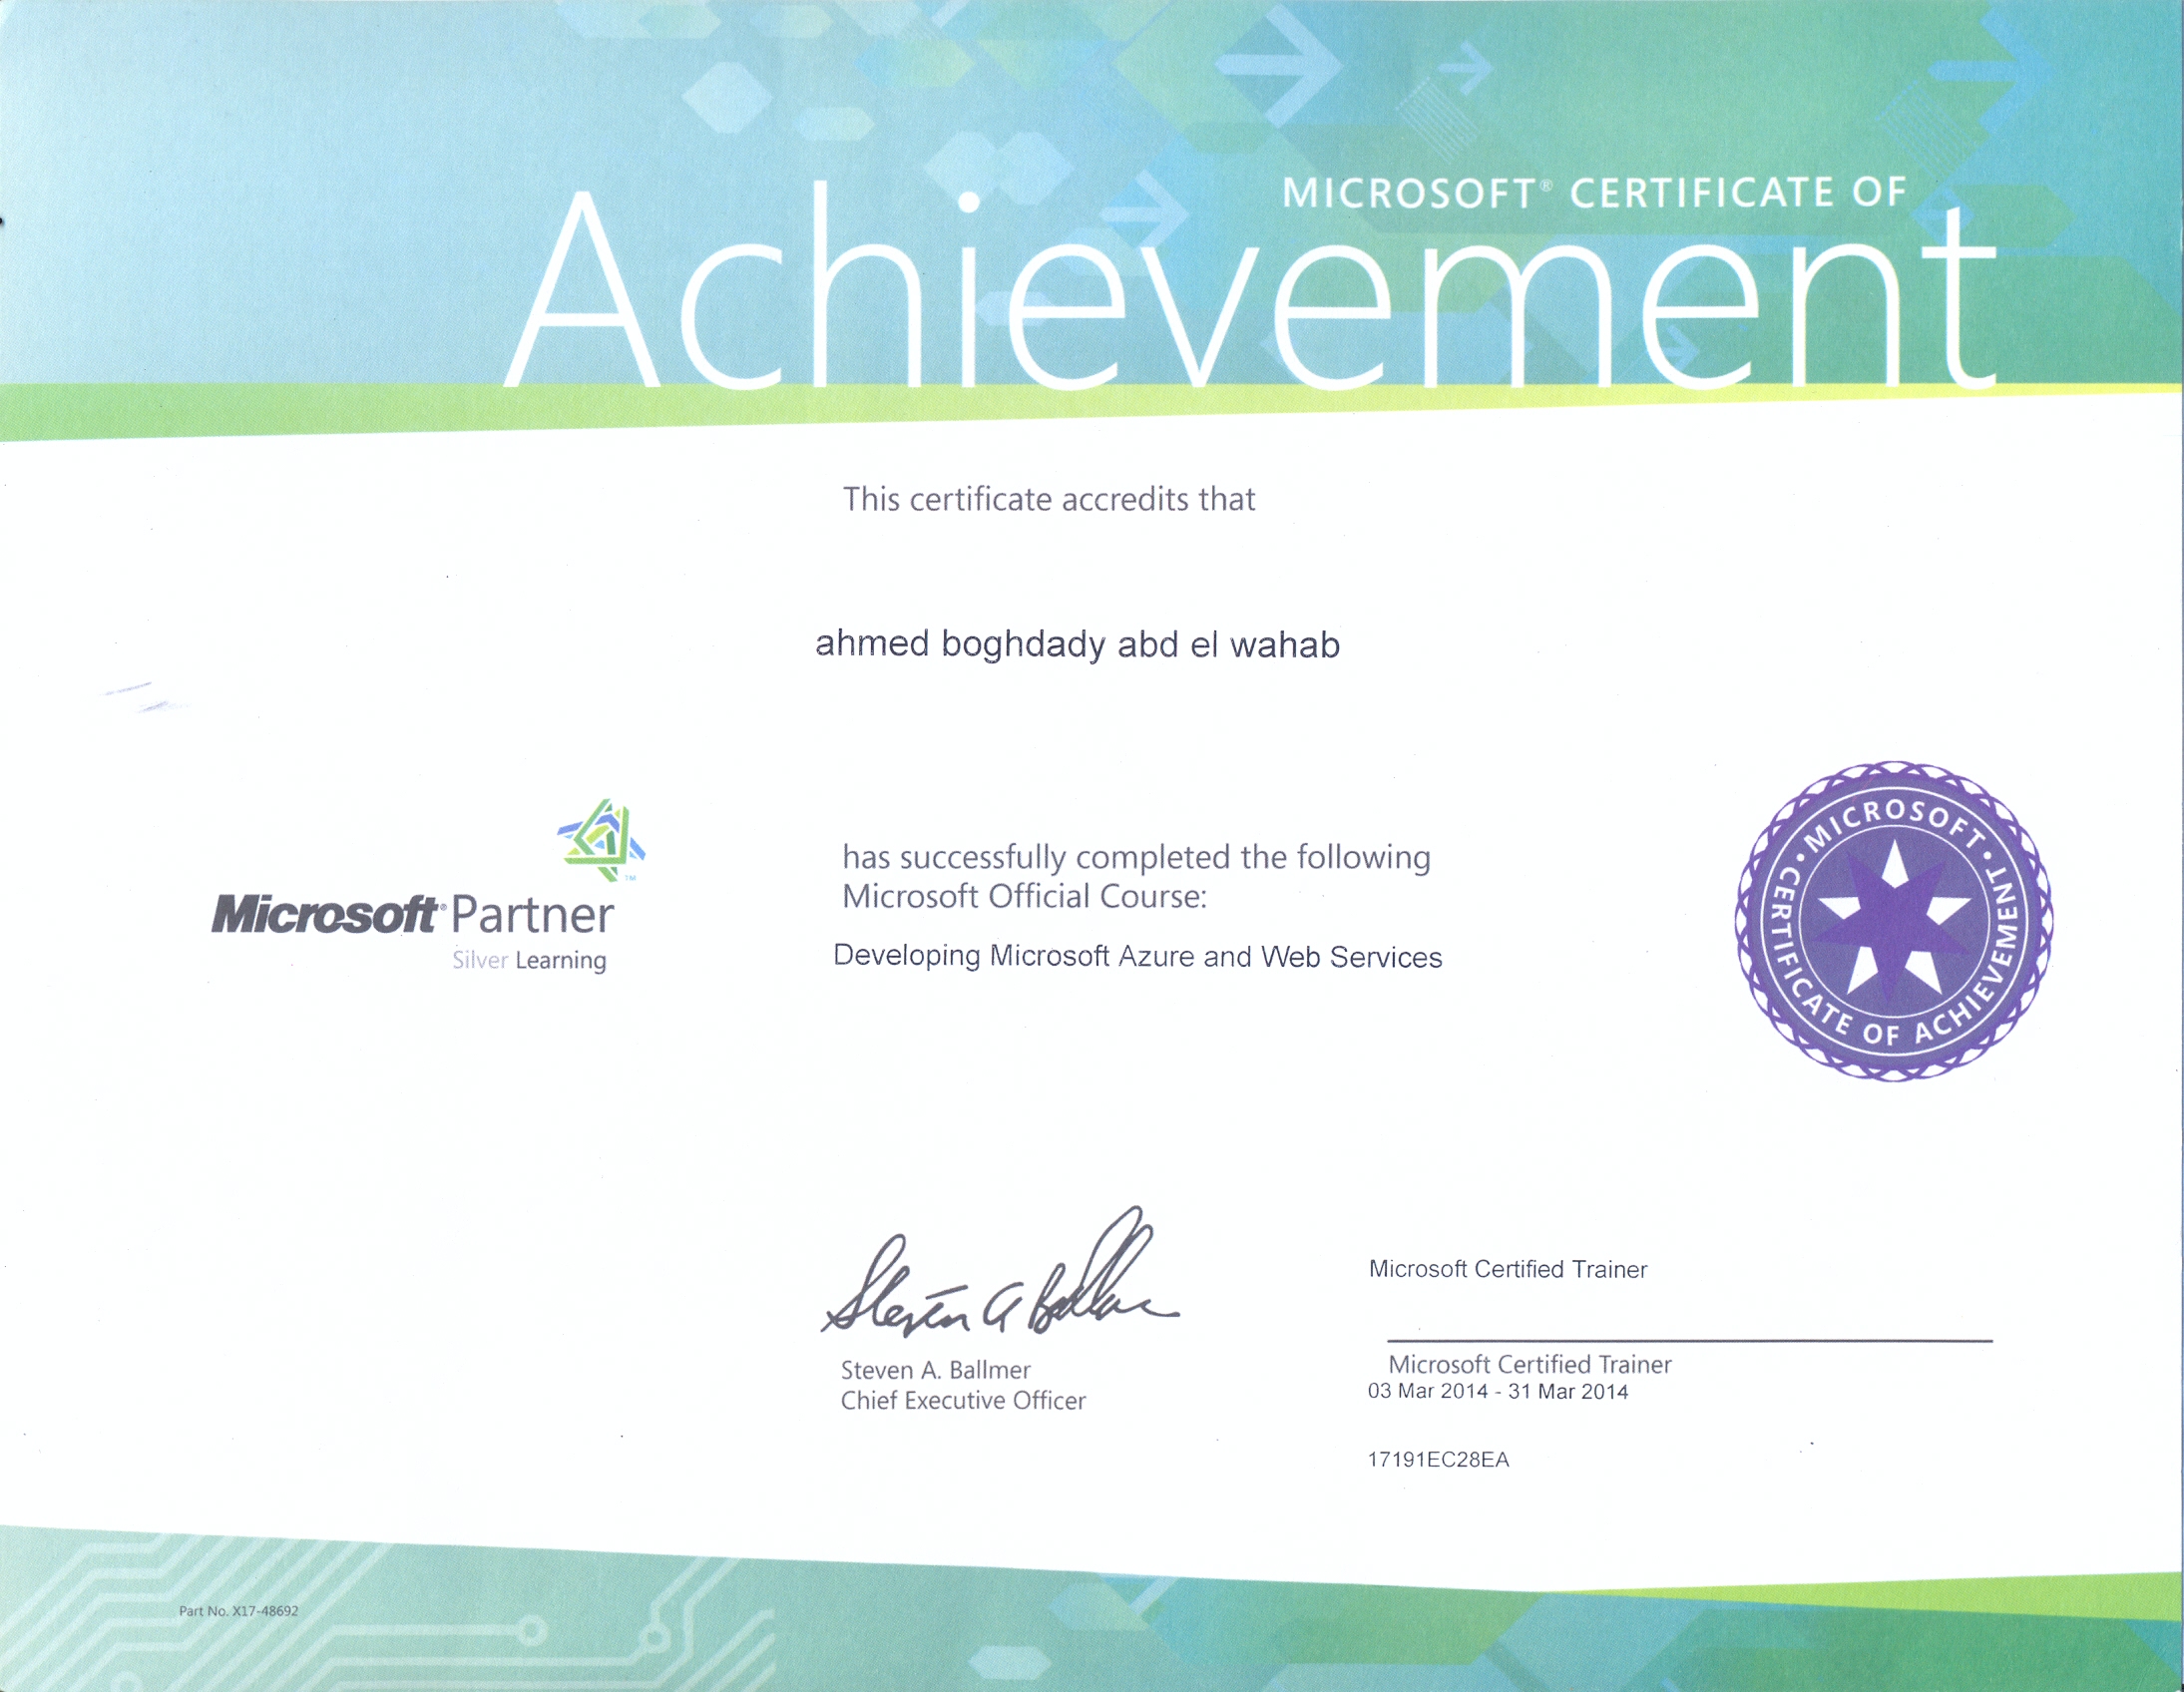 MICROSOFT® CERTIFICATE OF
Achievement
This certificate accredits that
ahmed boghdady abd el wahab
Microsoft® Partner
Silver Learning
has successfully completed the following
Microsoft Official Course:
Developing Microsoft Azure and Web Services
• MICROSOFT • CERTIFICATE OF ACHIEVEMENT
Steven A Ballmer
Steven A. Ballmer
Chief Executive Officer
Microsoft Certified Trainer
Microsoft Certified Trainer
03 Mar 2014 - 31 Mar 2014
17191EC28EA
Part No. X17-48692